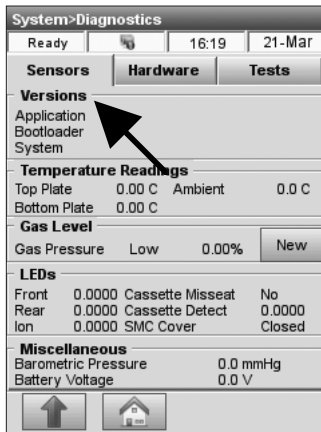 System>Diagnostics
Ready 16:19 21-Mar
Sensors Hardware Tests
Versions
Application
Bootloader
System
Temperature Readings
Top Plate 0.00 C Ambient 0.0 C
Bottom Plate 0.00 C
Gas Level
Gas Pressure Low 0.00% New
LEDs
Front 0.0000 Cassette Misseat No
Rear 0.0000 Cassette Detect 0.0000
Ion 0.0000 SMC Cover Closed
Miscellaneous
Barometric Pressure 0.0 mmHg
Battery Voltage 0.0 V